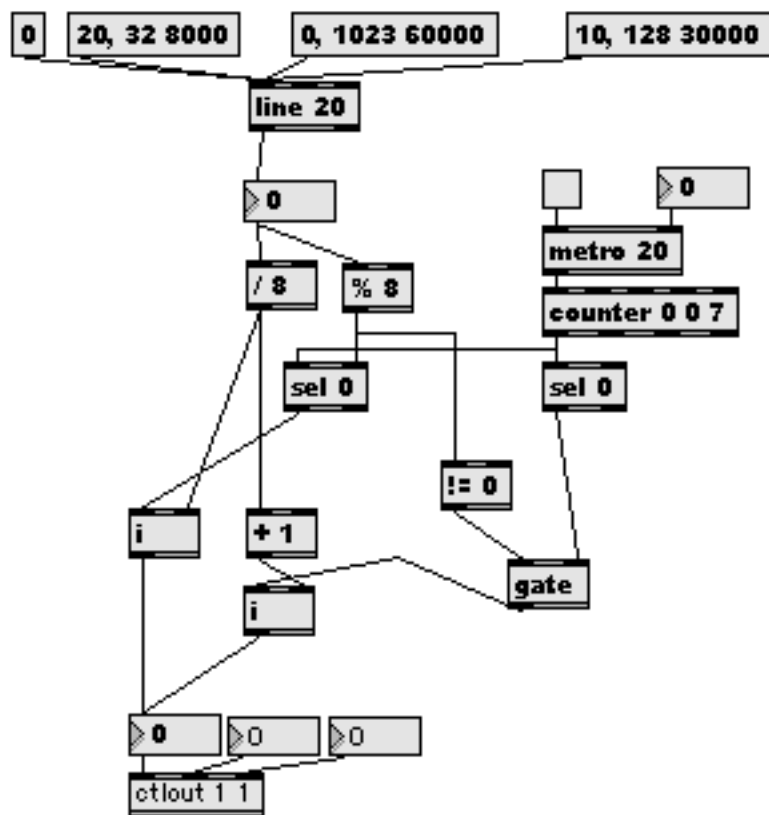 0
20, 32 8000
0, 1023 60000
10, 128 30000
line 20
0
0
metro 20
/ 8
% 8
counter 0 0 7
sel 0
sel 0
!= 0
i
+ 1
gate
i
0
0
0
ctlout 1 1